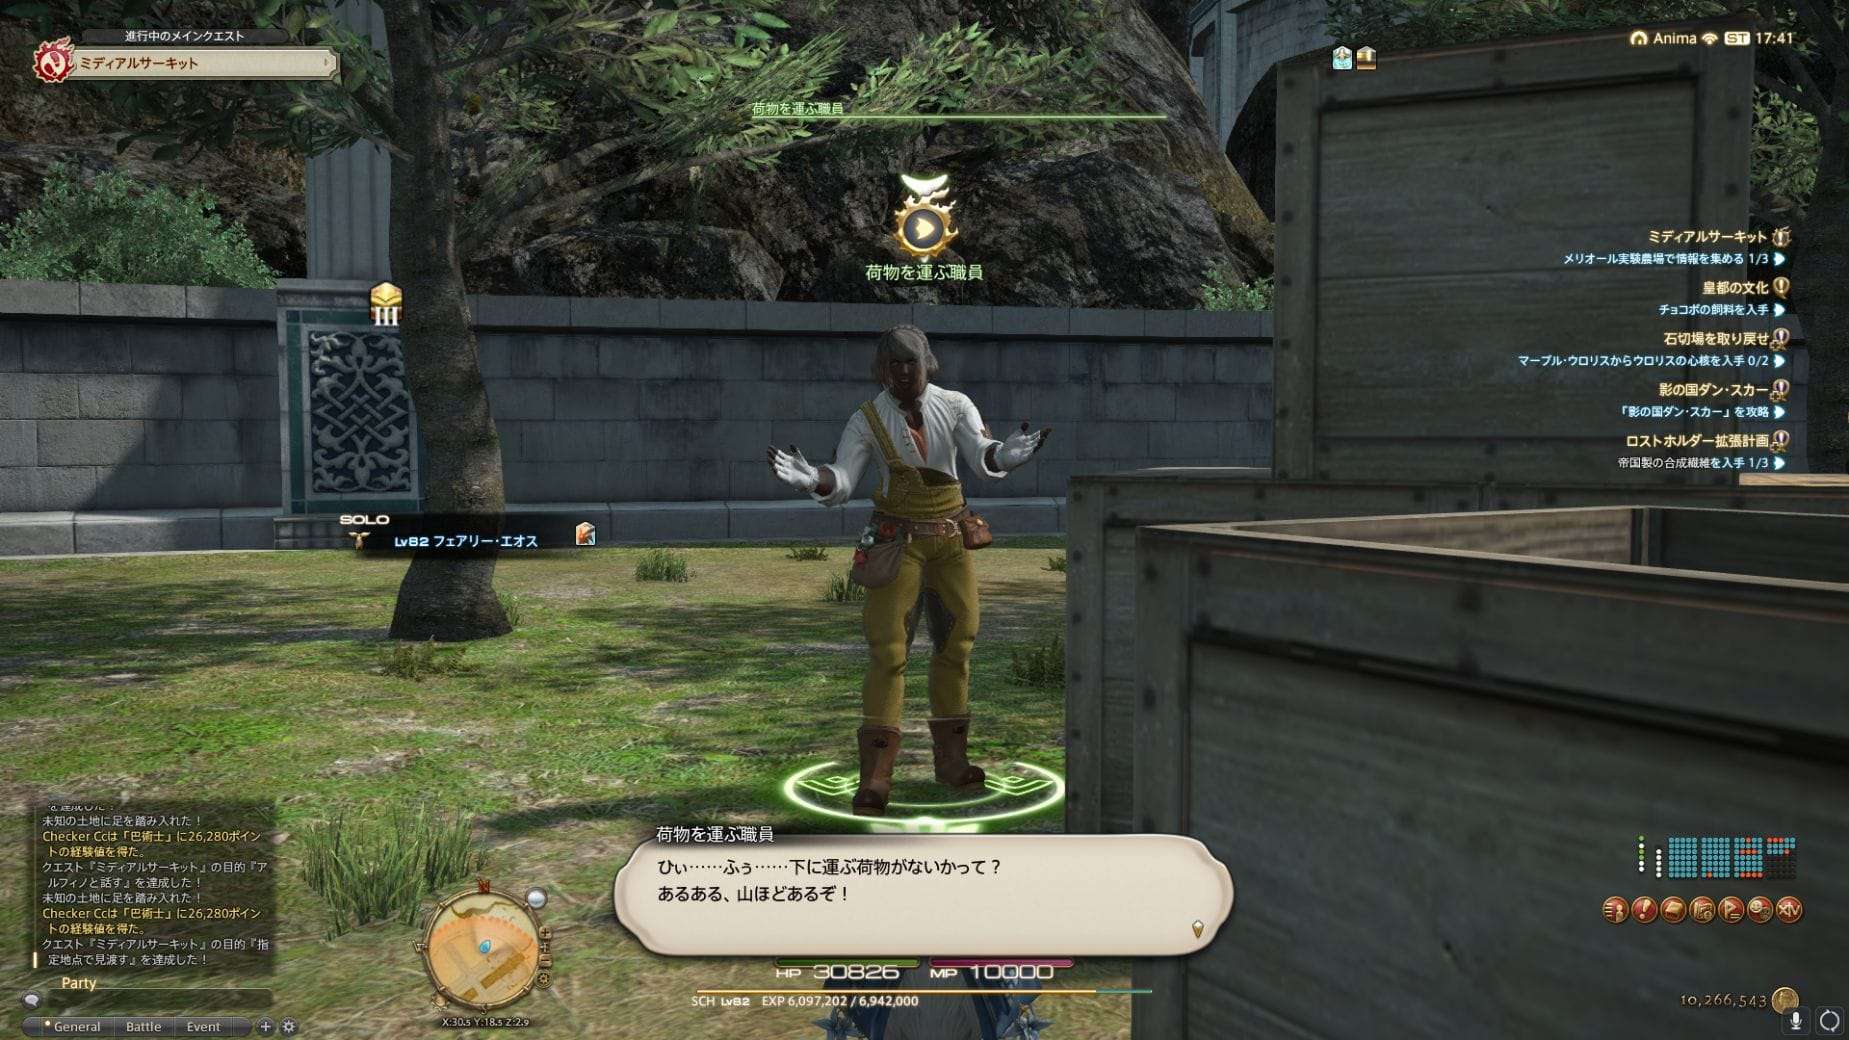 進行中のメインクエスト
ミディアルサーキット
荷物を運ぶ職員
Anima ST 17:41
荷物を運ぶ職員
ミディアルサーキット
メリオール実験農場で情報を集める 1/3
皇都の文化
チョコボの飼料を入手
石切場を取り戻せ
マーブル・ウロリスからウロリスの心核を入手 0/2
影の国ダン・スカー
「影の国ダン・スカー」を攻略
ロストホルダー拡張計画
帝国製の合成繊維を入手 1/3
III
SOLO
Lv82 フェアリー・エオス
を達成した！
未知の土地に足を踏み入れた！
Checker Ccは「巴術士」に26,280ポイン
トの経験値を得た。
クエスト『ミディアルサーキット』の目的『ア
ルフィノと話す』を達成した！
未知の土地に足を踏み入れた！
Checker Ccは「巴術士」に26,280ポイン
トの経験値を得た。
クエスト『ミディアルサーキット』の目的『指
定地点で見渡す』を達成した！
Party
General Battle Event
N
X:30.5 Y:18.5 Z:2.9
荷物を運ぶ職員
ひぃ……ふぅ……下に運ぶ荷物がないかって？
あるある、山ほどあるぞ！
HP 30826 MP 10000
SCH Lv82 EXP 6,097,202 / 6,942,000
XIV
10,266,543